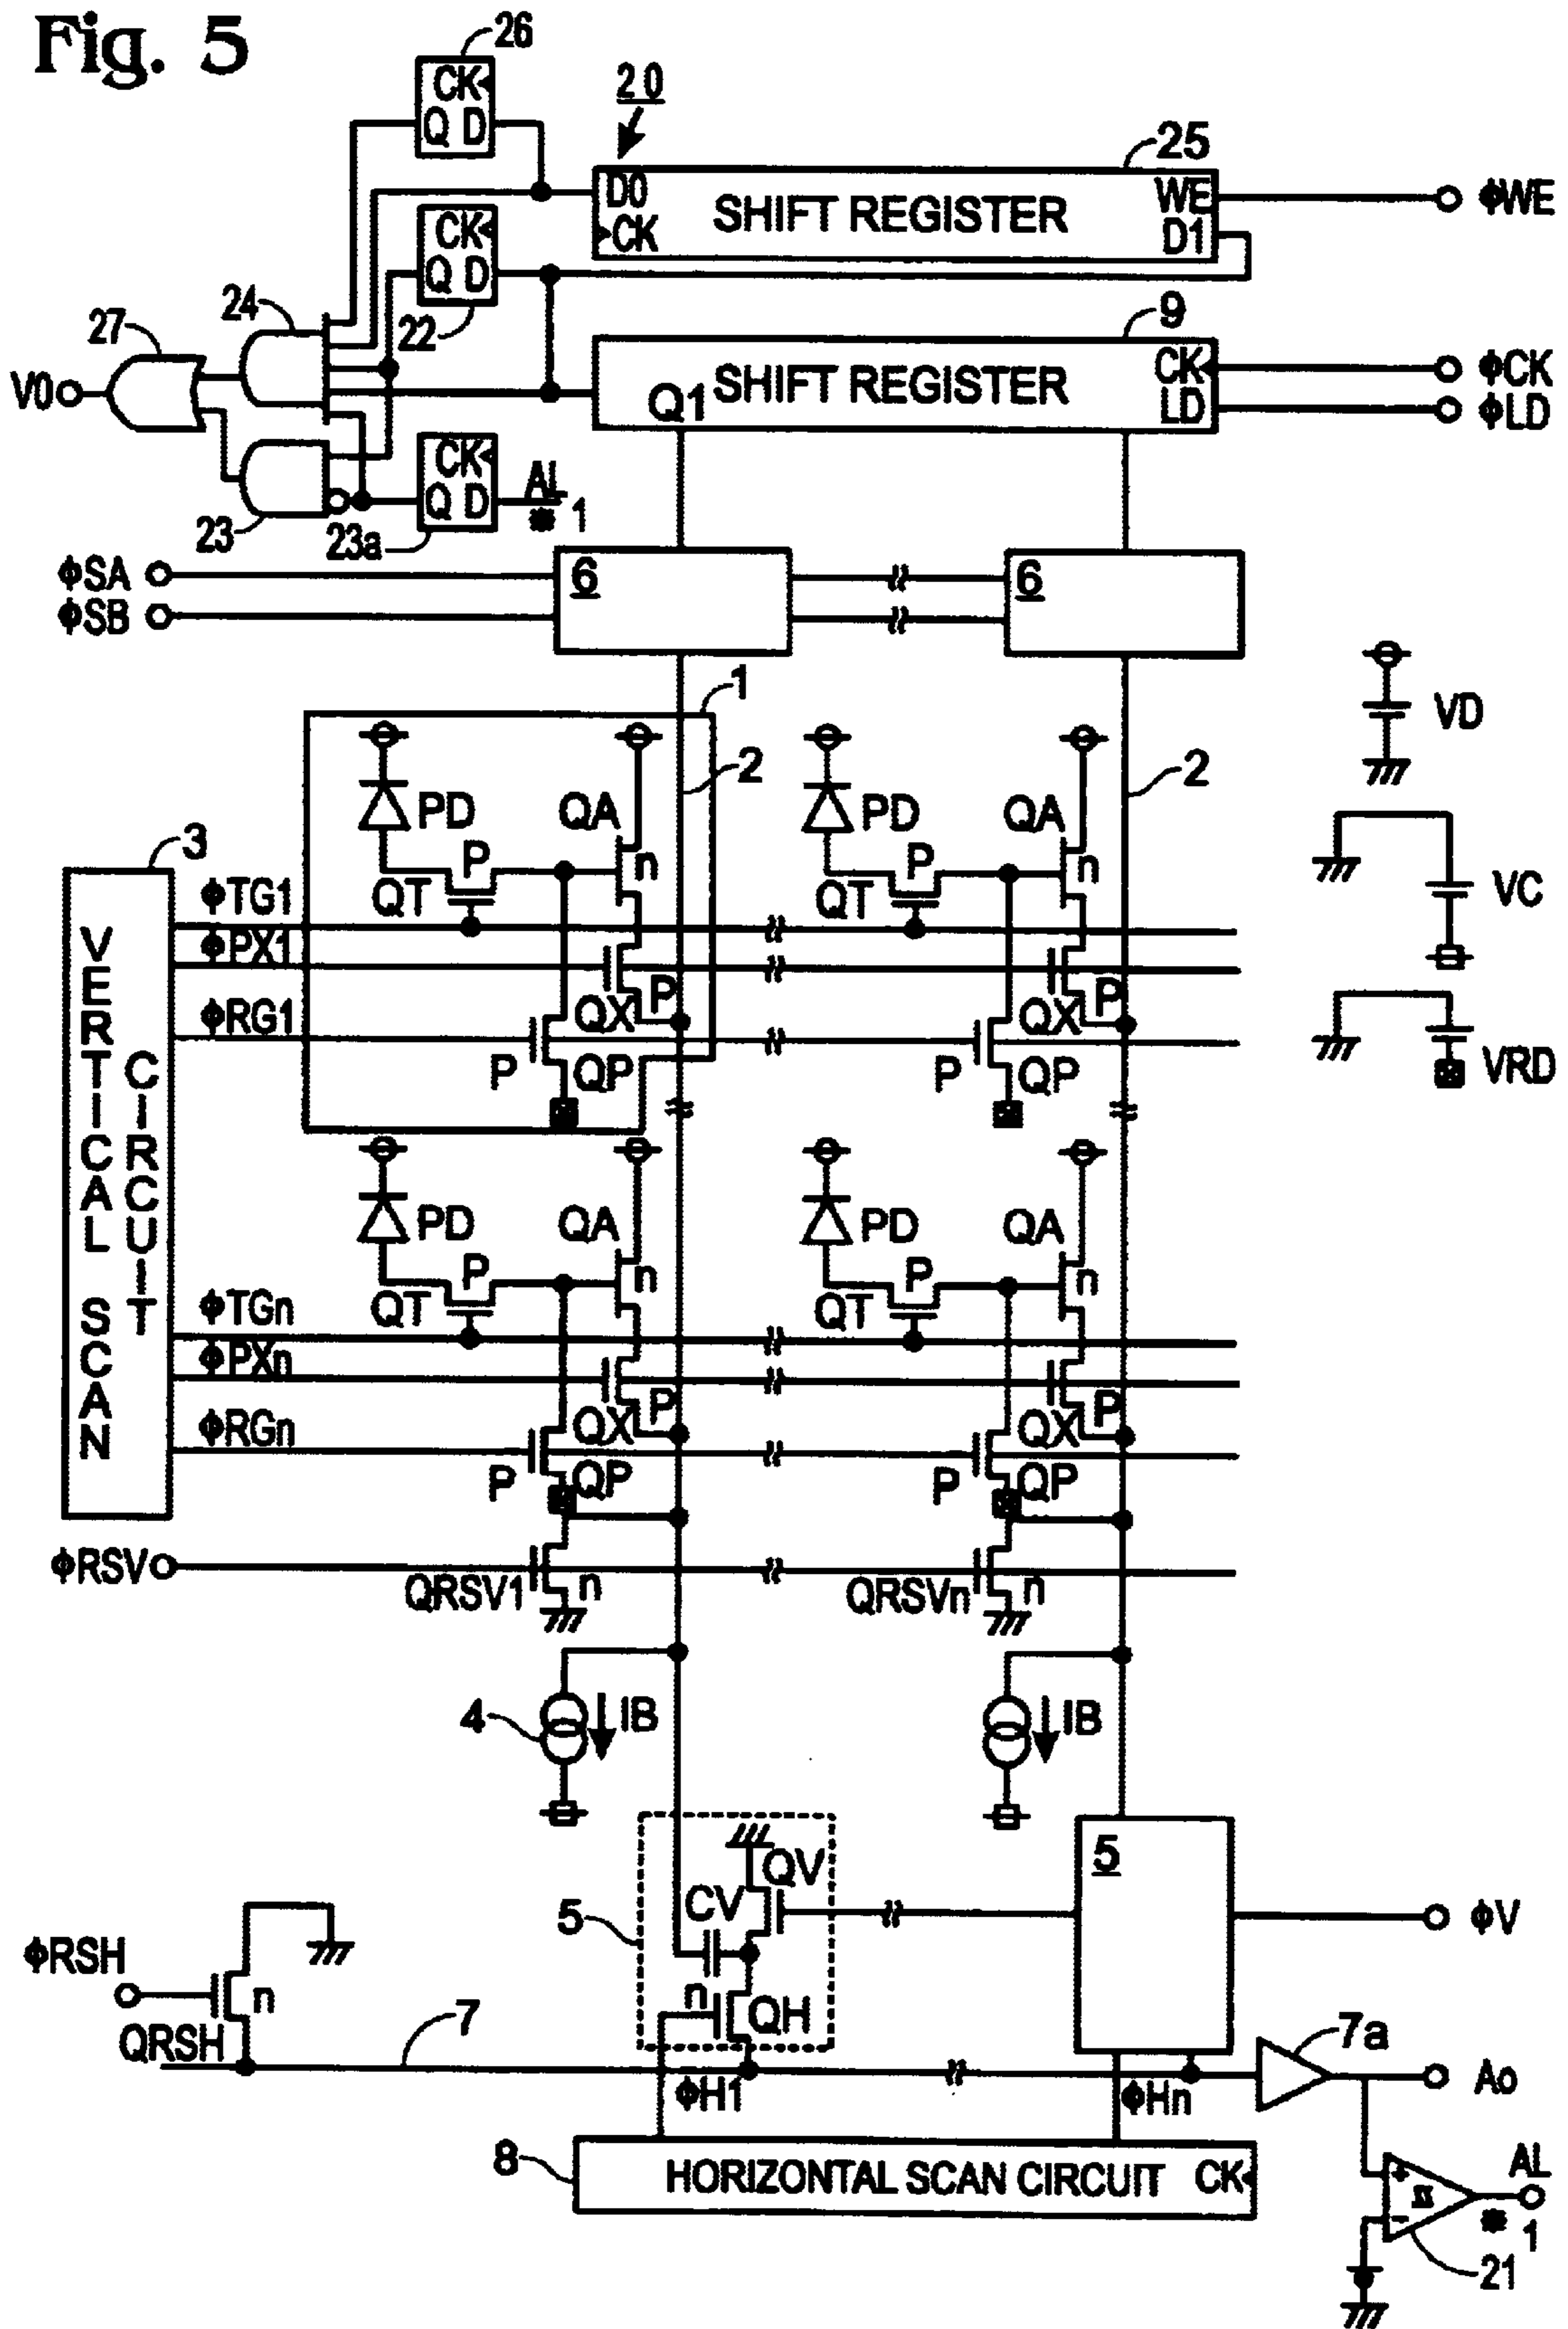 Fig. 5
26
CK
Q D
20
25
D0 SHIFT REGISTER WE
CK D1
ϕWE
CK
Q D
22
24
27
V0
9
SHIFT REGISTER CK
Q1 LD
ϕCK
ϕLD
CK
Q D
AL
※1
23
23a
ϕSA
ϕSB
6
6
1
2
2
VD
PD QA
PD QA
3
P n
P n
QT
QT
VC
ϕTG1
ϕPX1
P
P
ϕRG1
QX
QX
P QP
P QP
VRD
VERTICAL SCAN
CIRCUIT
PD QA
PD QA
P n
P n
QT
QT
ϕTGn
ϕPXn
P
P
ϕRGn
QX
QX
P QP
P QP
ϕRSV
QRSV1 n
QRSVn n
4
IB
IB
5
QV
CV
5
ϕV
ϕRSH
n
n
QH
QRSH
7
7a
Ao
ϕH1
ϕHn
8
HORIZONTAL SCAN CIRCUIT CK
AL
※1
+
-
21